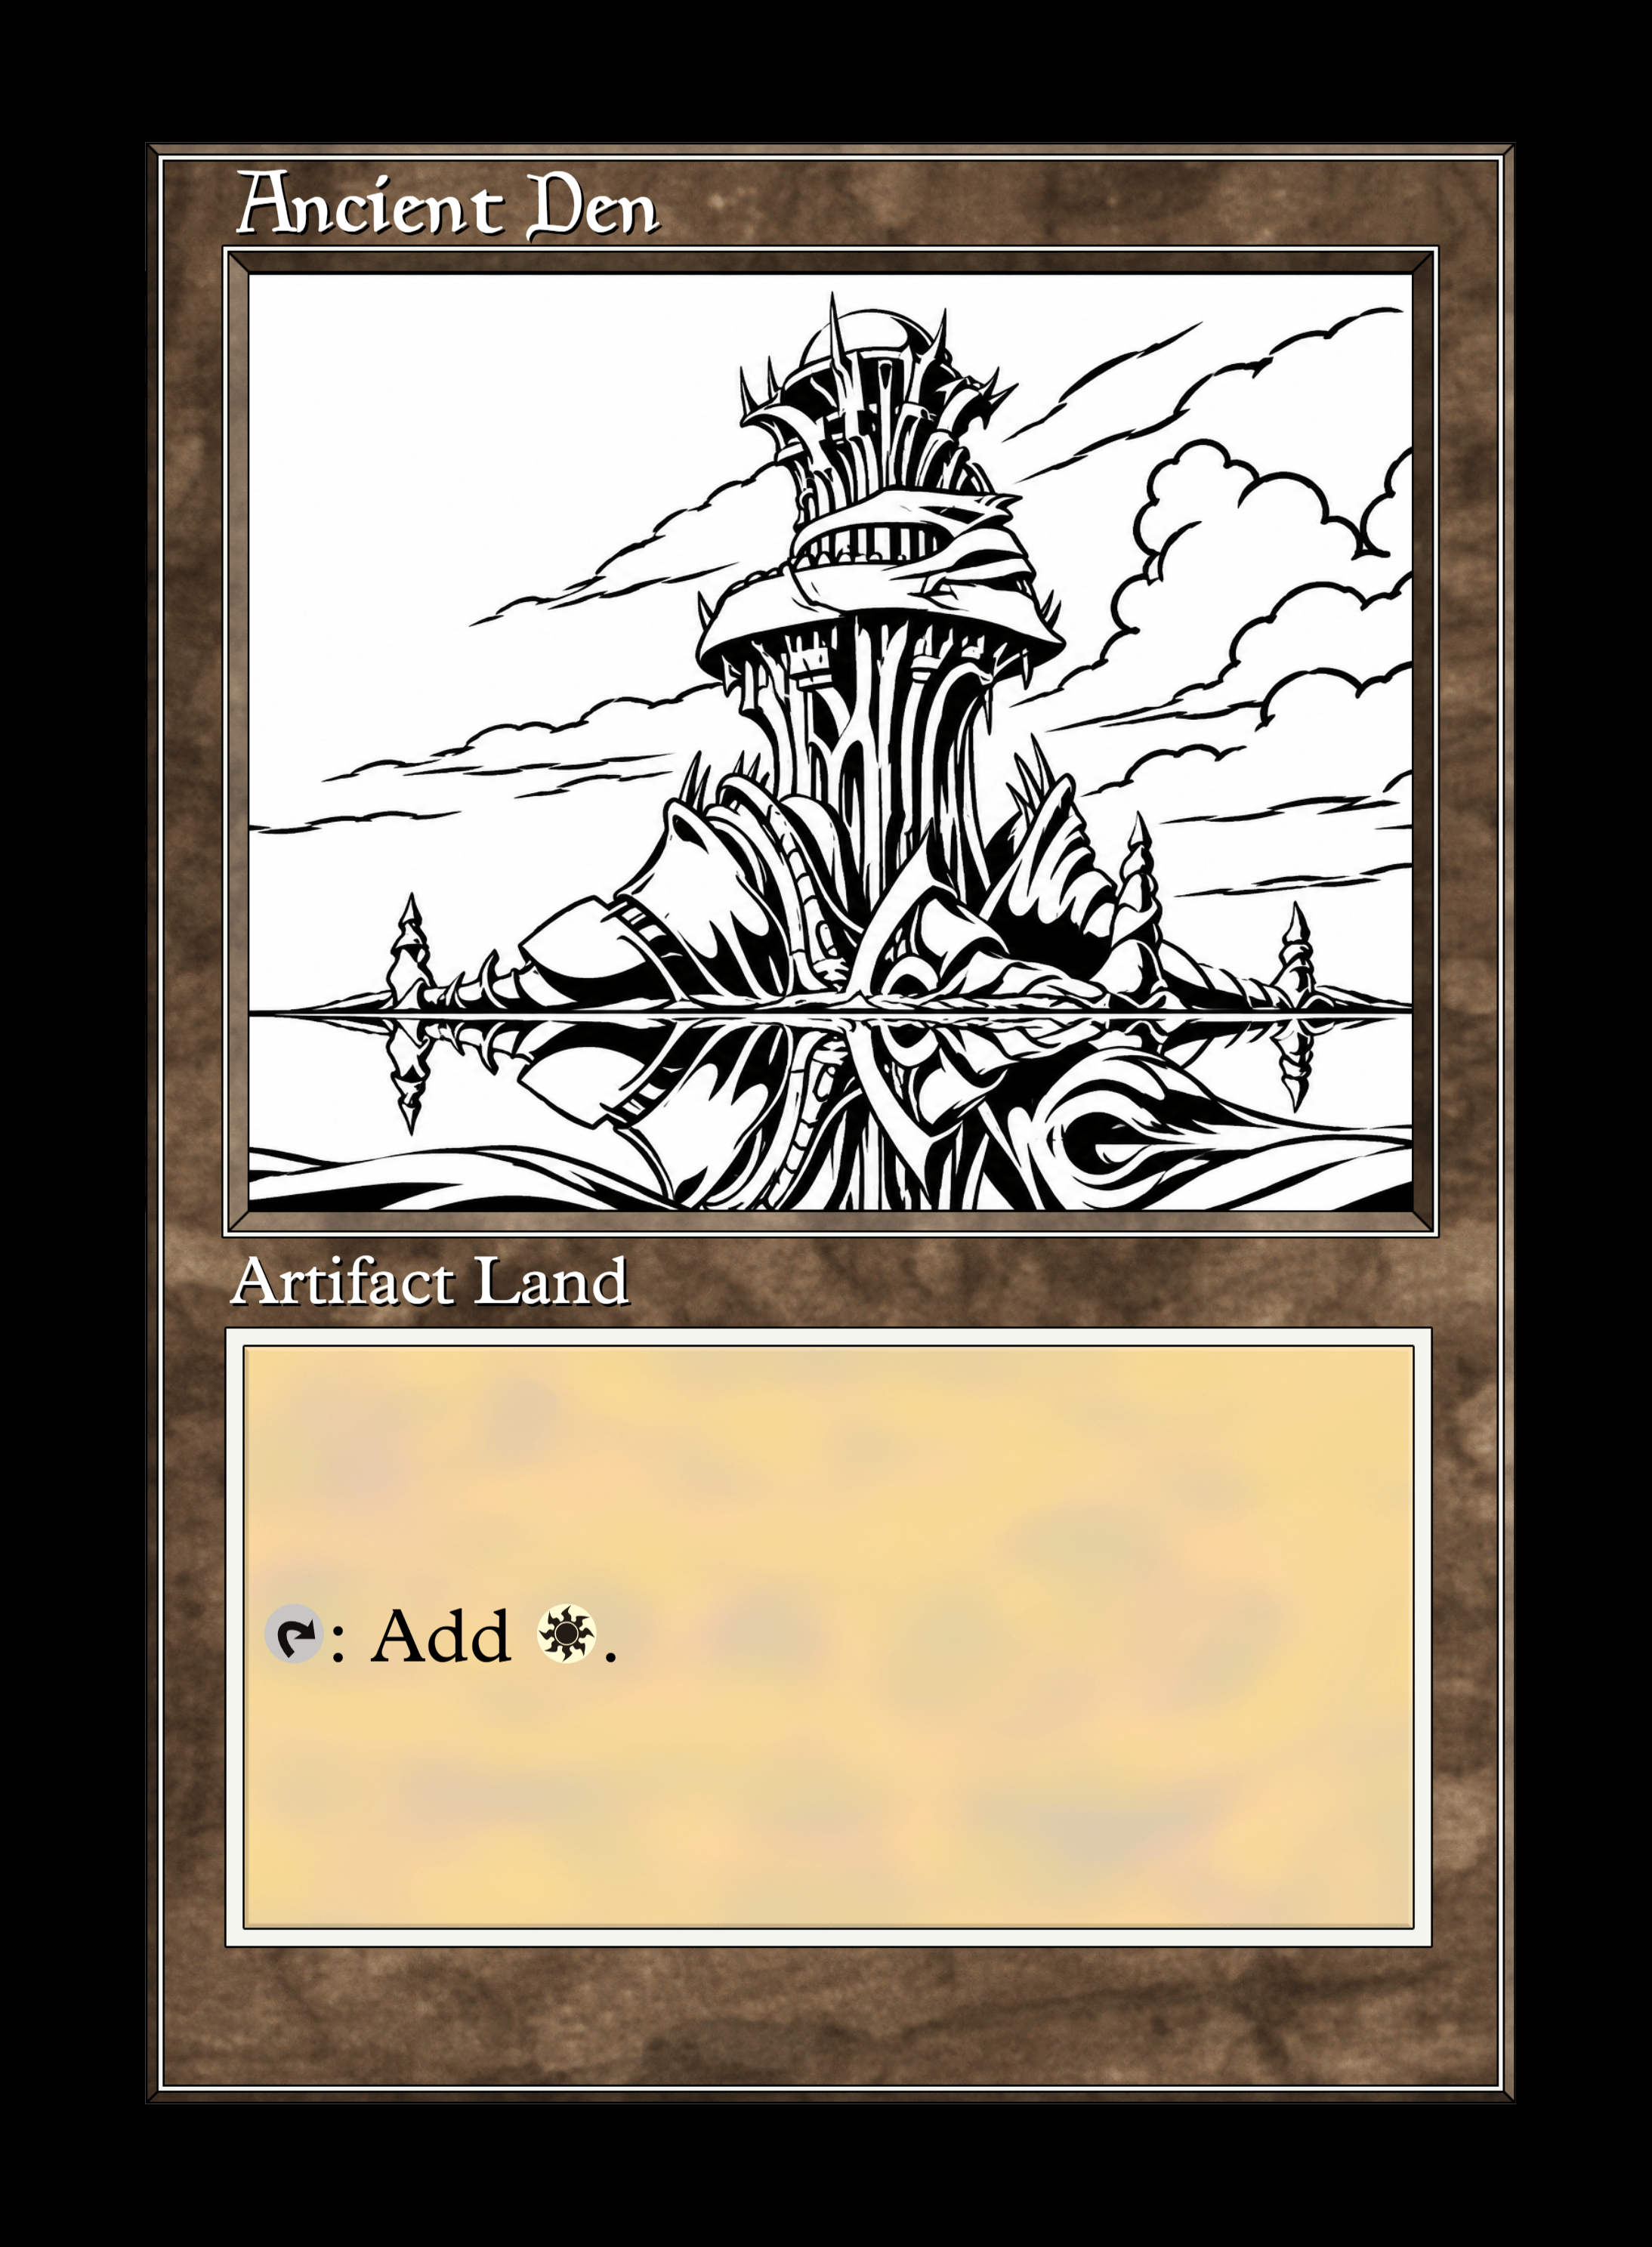 Ancient Den
Artifact Land
: Add .